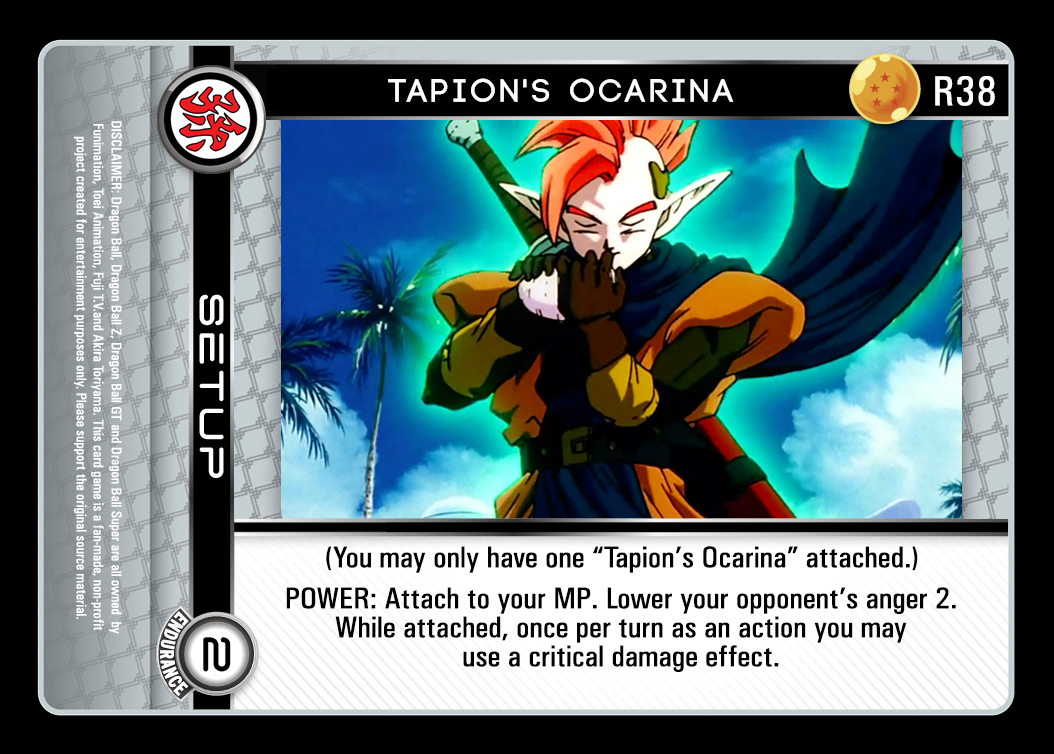 TAPION'S OCARINA
R38
孫
SETUP
DISCLAIMER: Dragon Ball, Dragon Ball Z, Dragon Ball GT and Dragon Ball Super are all owned by
Funimation, Toei Animation, Fuji T.V.and Akira Toriyama. This card game is a fan-made, non-profit
project created for entertainment purposes only. Please support the original source material.
(You may only have one “Tapion’s Ocarina” attached.)
POWER: Attach to your MP. Lower your opponent’s anger 2.
While attached, once per turn as an action you may
use a critical damage effect.
ENDURANCE
2